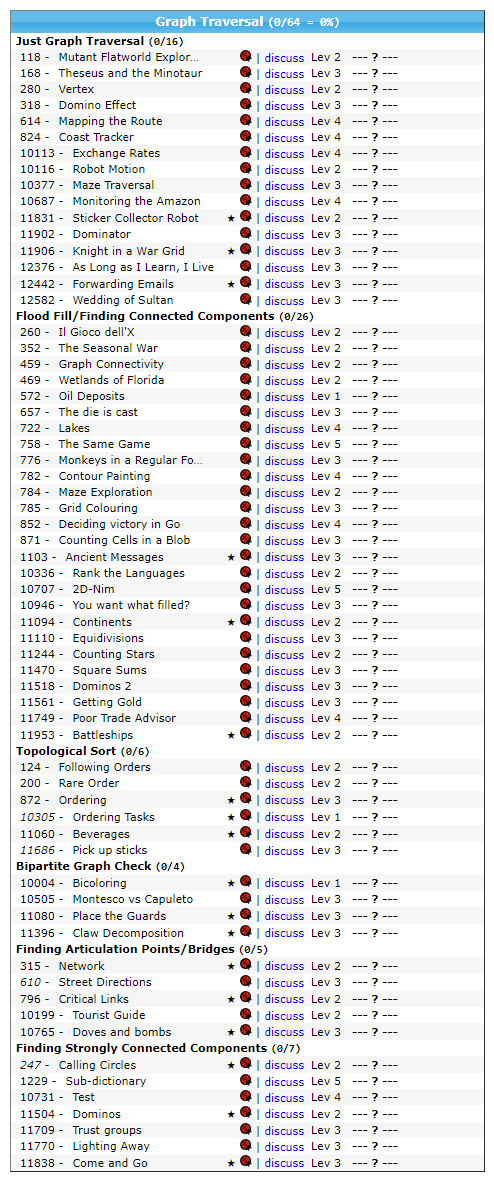 Graph Traversal (0/64 = 0%)
Just Graph Traversal (0/16)
118 - Mutant Flatworld Explor... | discuss Lev 2 --- ? ---
168 - Theseus and the Minotaur | discuss Lev 3 --- ? ---
280 - Vertex | discuss Lev 2 --- ? ---
318 - Domino Effect | discuss Lev 3 --- ? ---
614 - Mapping the Route | discuss Lev 4 --- ? ---
824 - Coast Tracker | discuss Lev 4 --- ? ---
10113 - Exchange Rates | discuss Lev 4 --- ? ---
10116 - Robot Motion | discuss Lev 2 --- ? ---
10377 - Maze Traversal | discuss Lev 3 --- ? ---
10687 - Monitoring the Amazon | discuss Lev 4 --- ? ---
11831 - Sticker Collector Robot ★ | discuss Lev 2 --- ? ---
11902 - Dominator | discuss Lev 3 --- ? ---
11906 - Knight in a War Grid ★ | discuss Lev 3 --- ? ---
12376 - As Long as I Learn, I Live | discuss Lev 3 --- ? ---
12442 - Forwarding Emails ★ | discuss Lev 3 --- ? ---
12582 - Wedding of Sultan | discuss Lev 3 --- ? ---
Flood Fill/Finding Connected Components (0/26)
260 - Il Gioco dell'X | discuss Lev 2 --- ? ---
352 - The Seasonal War | discuss Lev 2 --- ? ---
459 - Graph Connectivity | discuss Lev 2 --- ? ---
469 - Wetlands of Florida | discuss Lev 2 --- ? ---
572 - Oil Deposits | discuss Lev 1 --- ? ---
657 - The die is cast | discuss Lev 3 --- ? ---
722 - Lakes | discuss Lev 4 --- ? ---
758 - The Same Game | discuss Lev 5 --- ? ---
776 - Monkeys in a Regular Fo... | discuss Lev 3 --- ? ---
782 - Contour Painting | discuss Lev 4 --- ? ---
784 - Maze Exploration | discuss Lev 2 --- ? ---
785 - Grid Colouring | discuss Lev 3 --- ? ---
852 - Deciding victory in Go | discuss Lev 4 --- ? ---
871 - Counting Cells in a Blob | discuss Lev 3 --- ? ---
1103 - Ancient Messages ★ | discuss Lev 3 --- ? ---
10336 - Rank the Languages | discuss Lev 2 --- ? ---
10707 - 2D-Nim | discuss Lev 5 --- ? ---
10946 - You want what filled? | discuss Lev 3 --- ? ---
11094 - Continents ★ | discuss Lev 2 --- ? ---
11110 - Equidivisions | discuss Lev 3 --- ? ---
11244 - Counting Stars | discuss Lev 2 --- ? ---
11470 - Square Sums | discuss Lev 3 --- ? ---
11518 - Dominos 2 | discuss Lev 3 --- ? ---
11561 - Getting Gold | discuss Lev 3 --- ? ---
11749 - Poor Trade Advisor | discuss Lev 4 --- ? ---
11953 - Battleships ★ | discuss Lev 2 --- ? ---
Topological Sort (0/6)
124 - Following Orders | discuss Lev 2 --- ? ---
200 - Rare Order | discuss Lev 2 --- ? ---
872 - Ordering ★ | discuss Lev 3 --- ? ---
10305 - Ordering Tasks ★ | discuss Lev 1 --- ? ---
11060 - Beverages ★ | discuss Lev 2 --- ? ---
11686 - Pick up sticks | discuss Lev 3 --- ? ---
Bipartite Graph Check (0/4)
10004 - Bicoloring ★ | discuss Lev 1 --- ? ---
10505 - Montesco vs Capuleto | discuss Lev 3 --- ? ---
11080 - Place the Guards ★ | discuss Lev 3 --- ? ---
11396 - Claw Decomposition ★ | discuss Lev 3 --- ? ---
Finding Articulation Points/Bridges (0/5)
315 - Network ★ | discuss Lev 2 --- ? ---
610 - Street Directions | discuss Lev 3 --- ? ---
796 - Critical Links ★ | discuss Lev 2 --- ? ---
10199 - Tourist Guide | discuss Lev 2 --- ? ---
10765 - Doves and bombs ★ | discuss Lev 3 --- ? ---
Finding Strongly Connected Components (0/7)
247 - Calling Circles ★ | discuss Lev 2 --- ? ---
1229 - Sub-dictionary | discuss Lev 5 --- ? ---
10731 - Test | discuss Lev 4 --- ? ---
11504 - Dominos ★ | discuss Lev 2 --- ? ---
11709 - Trust groups | discuss Lev 3 --- ? ---
11770 - Lighting Away | discuss Lev 3 --- ? ---
11838 - Come and Go ★ | discuss Lev 3 --- ? ---